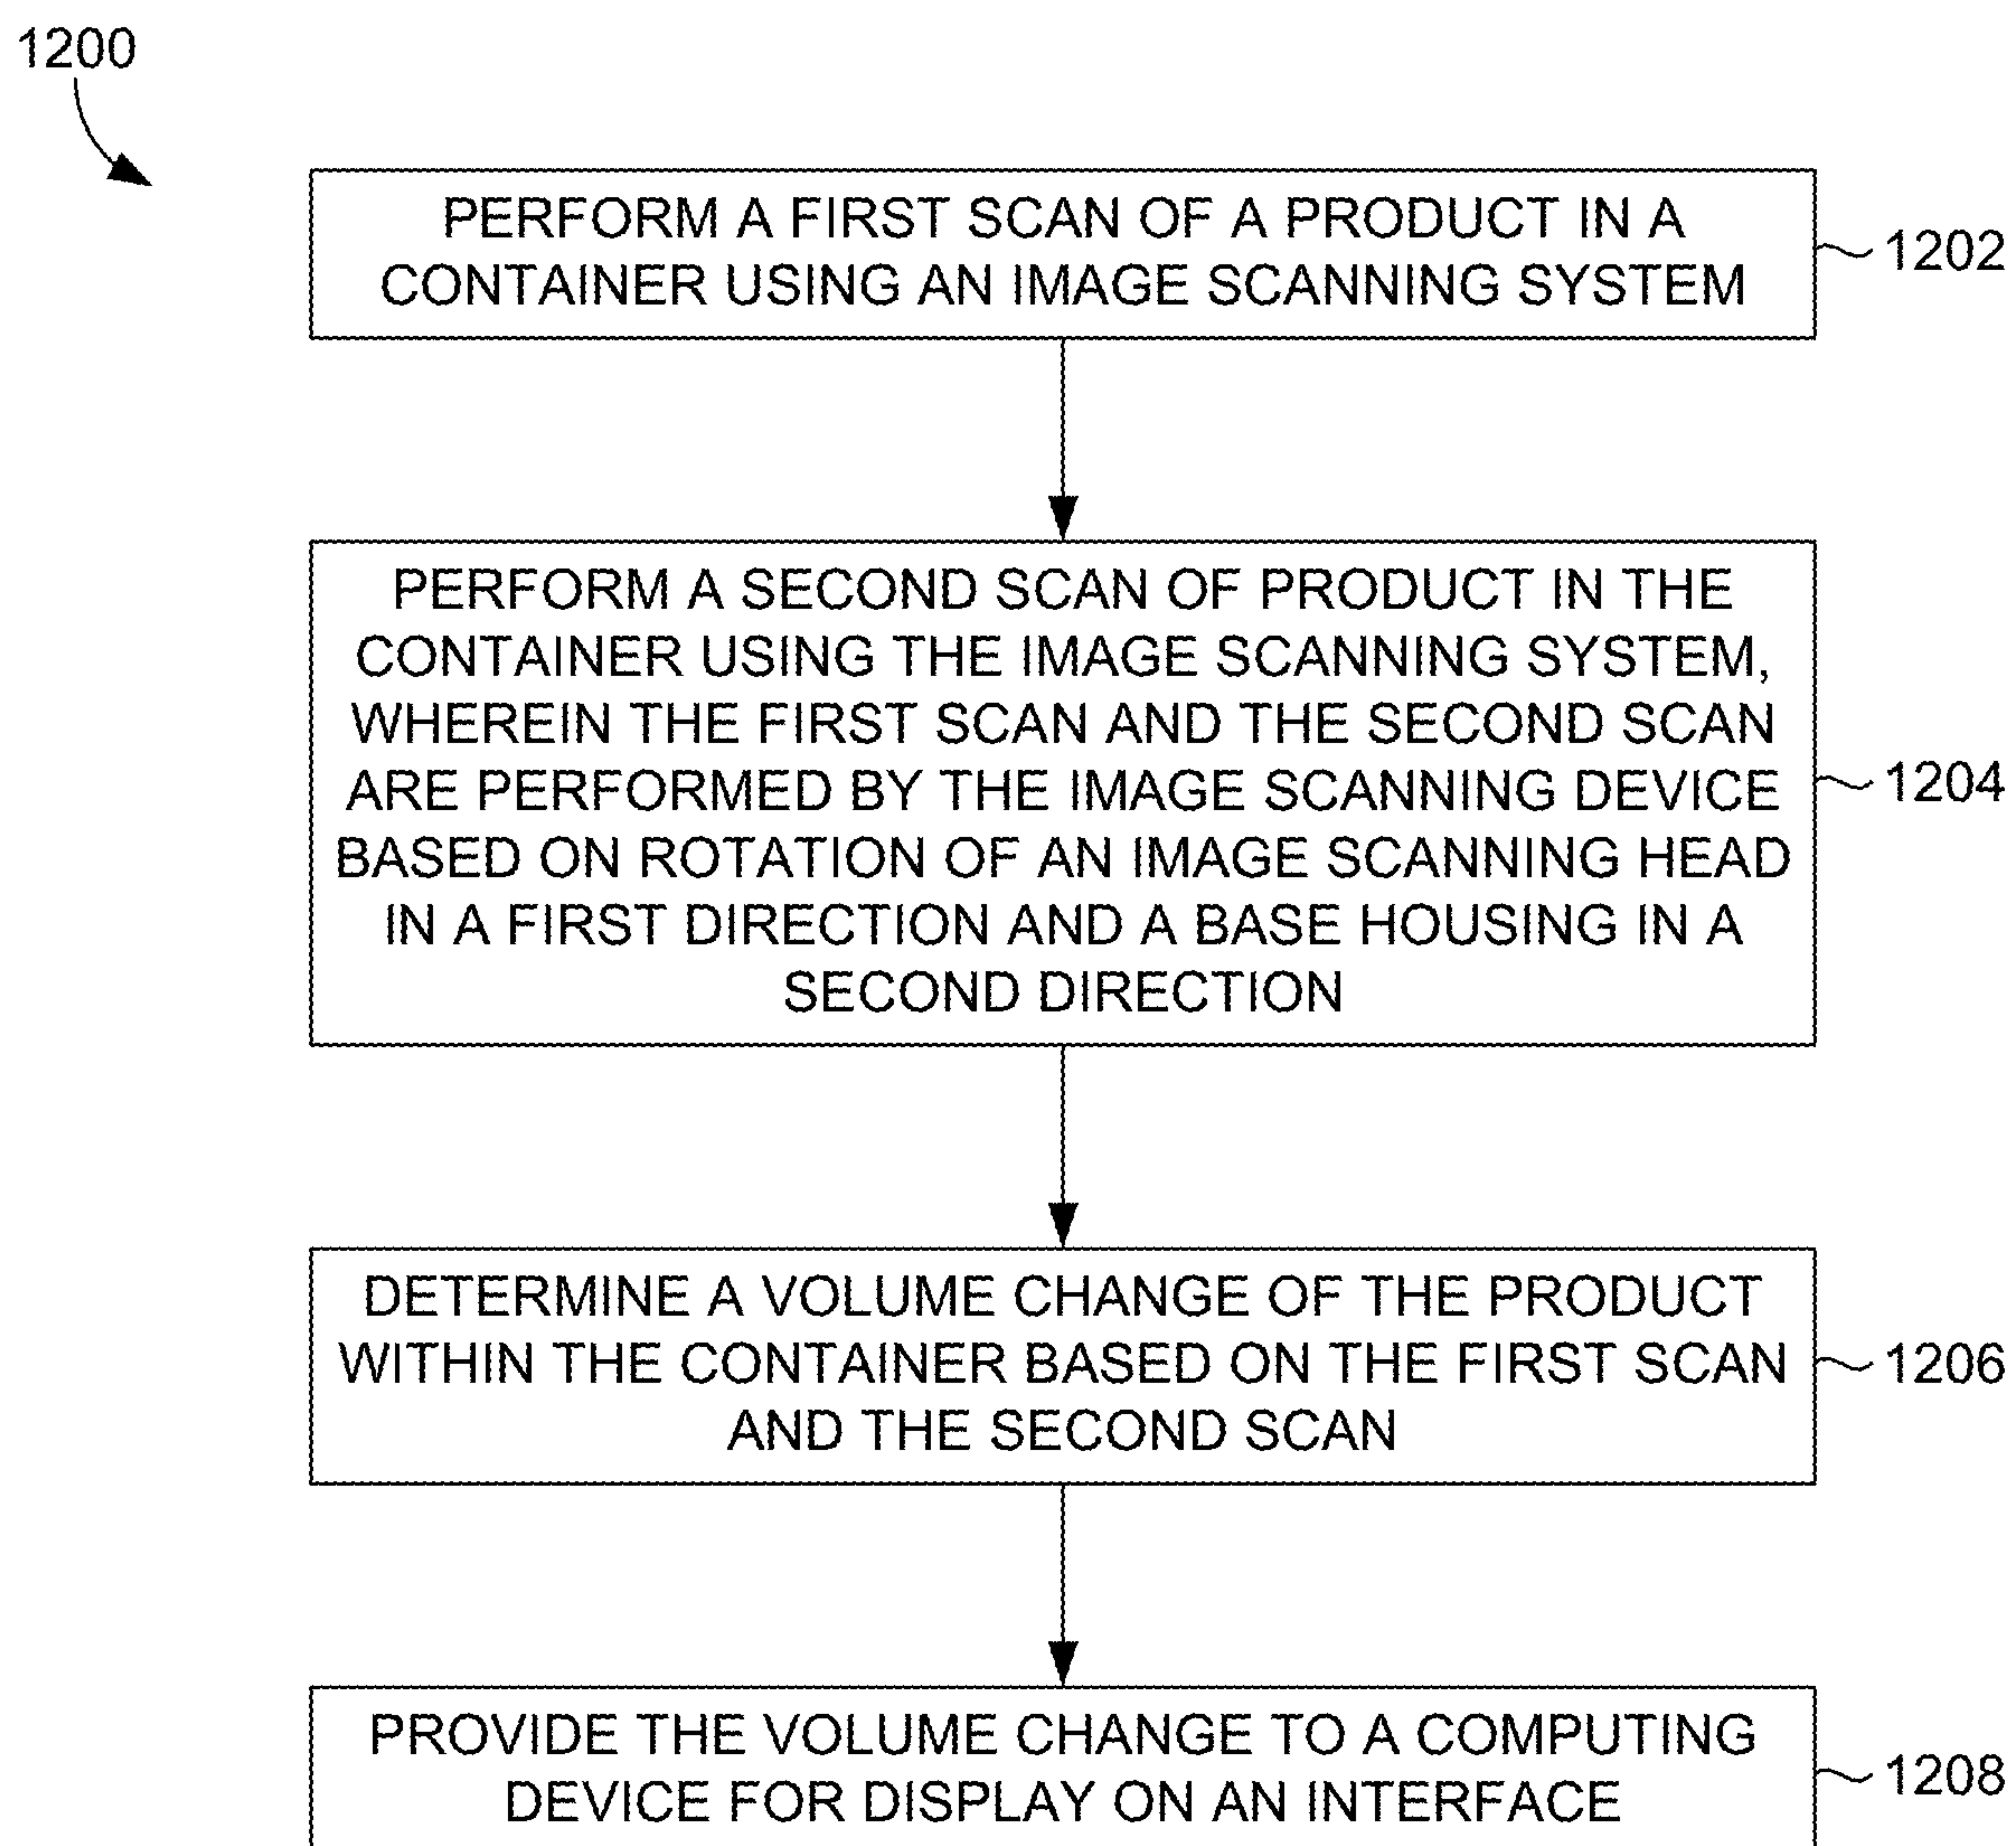 1200
PERFORM A FIRST SCAN OF A PRODUCT IN A
CONTAINER USING AN IMAGE SCANNING SYSTEM
1202
PERFORM A SECOND SCAN OF PRODUCT IN THE
CONTAINER USING THE IMAGE SCANNING SYSTEM,
WHEREIN THE FIRST SCAN AND THE SECOND SCAN
ARE PERFORMED BY THE IMAGE SCANNING DEVICE
BASED ON ROTATION OF AN IMAGE SCANNING HEAD
IN A FIRST DIRECTION AND A BASE HOUSING IN A
SECOND DIRECTION
1204
DETERMINE A VOLUME CHANGE OF THE PRODUCT
WITHIN THE CONTAINER BASED ON THE FIRST SCAN
AND THE SECOND SCAN
1206
PROVIDE THE VOLUME CHANGE TO A COMPUTING
DEVICE FOR DISPLAY ON AN INTERFACE
1208